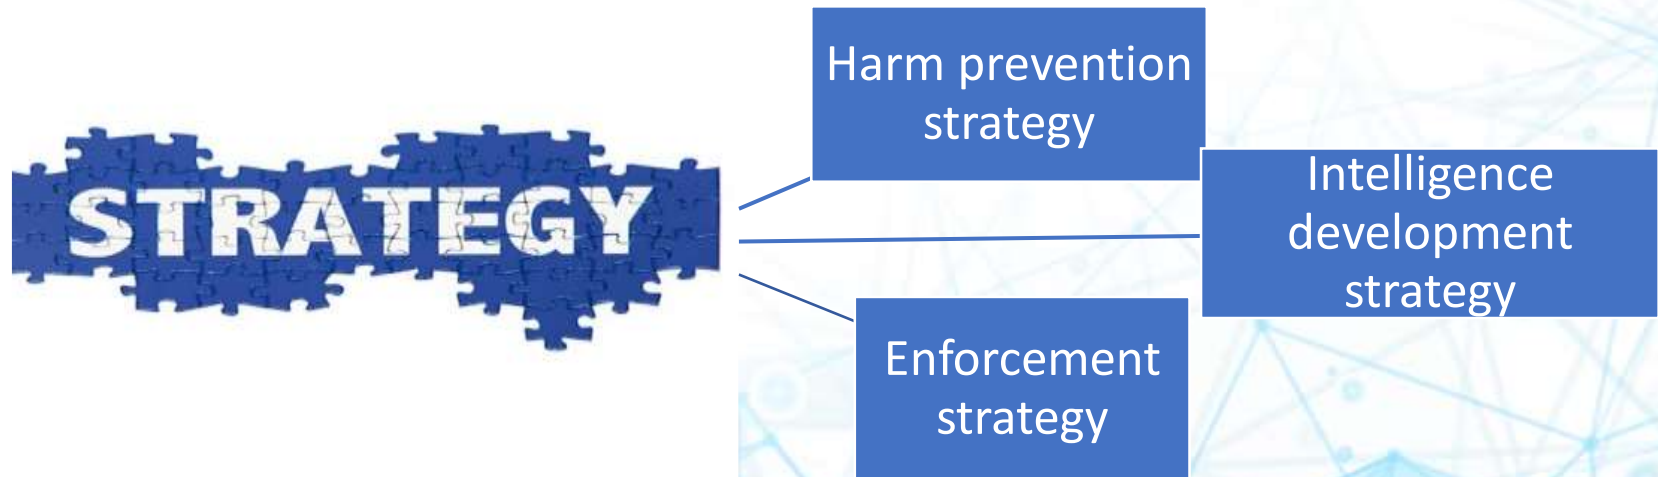 STRATEGY
Harm prevention
strategy
Intelligence
development
strategy
Enforcement
strategy